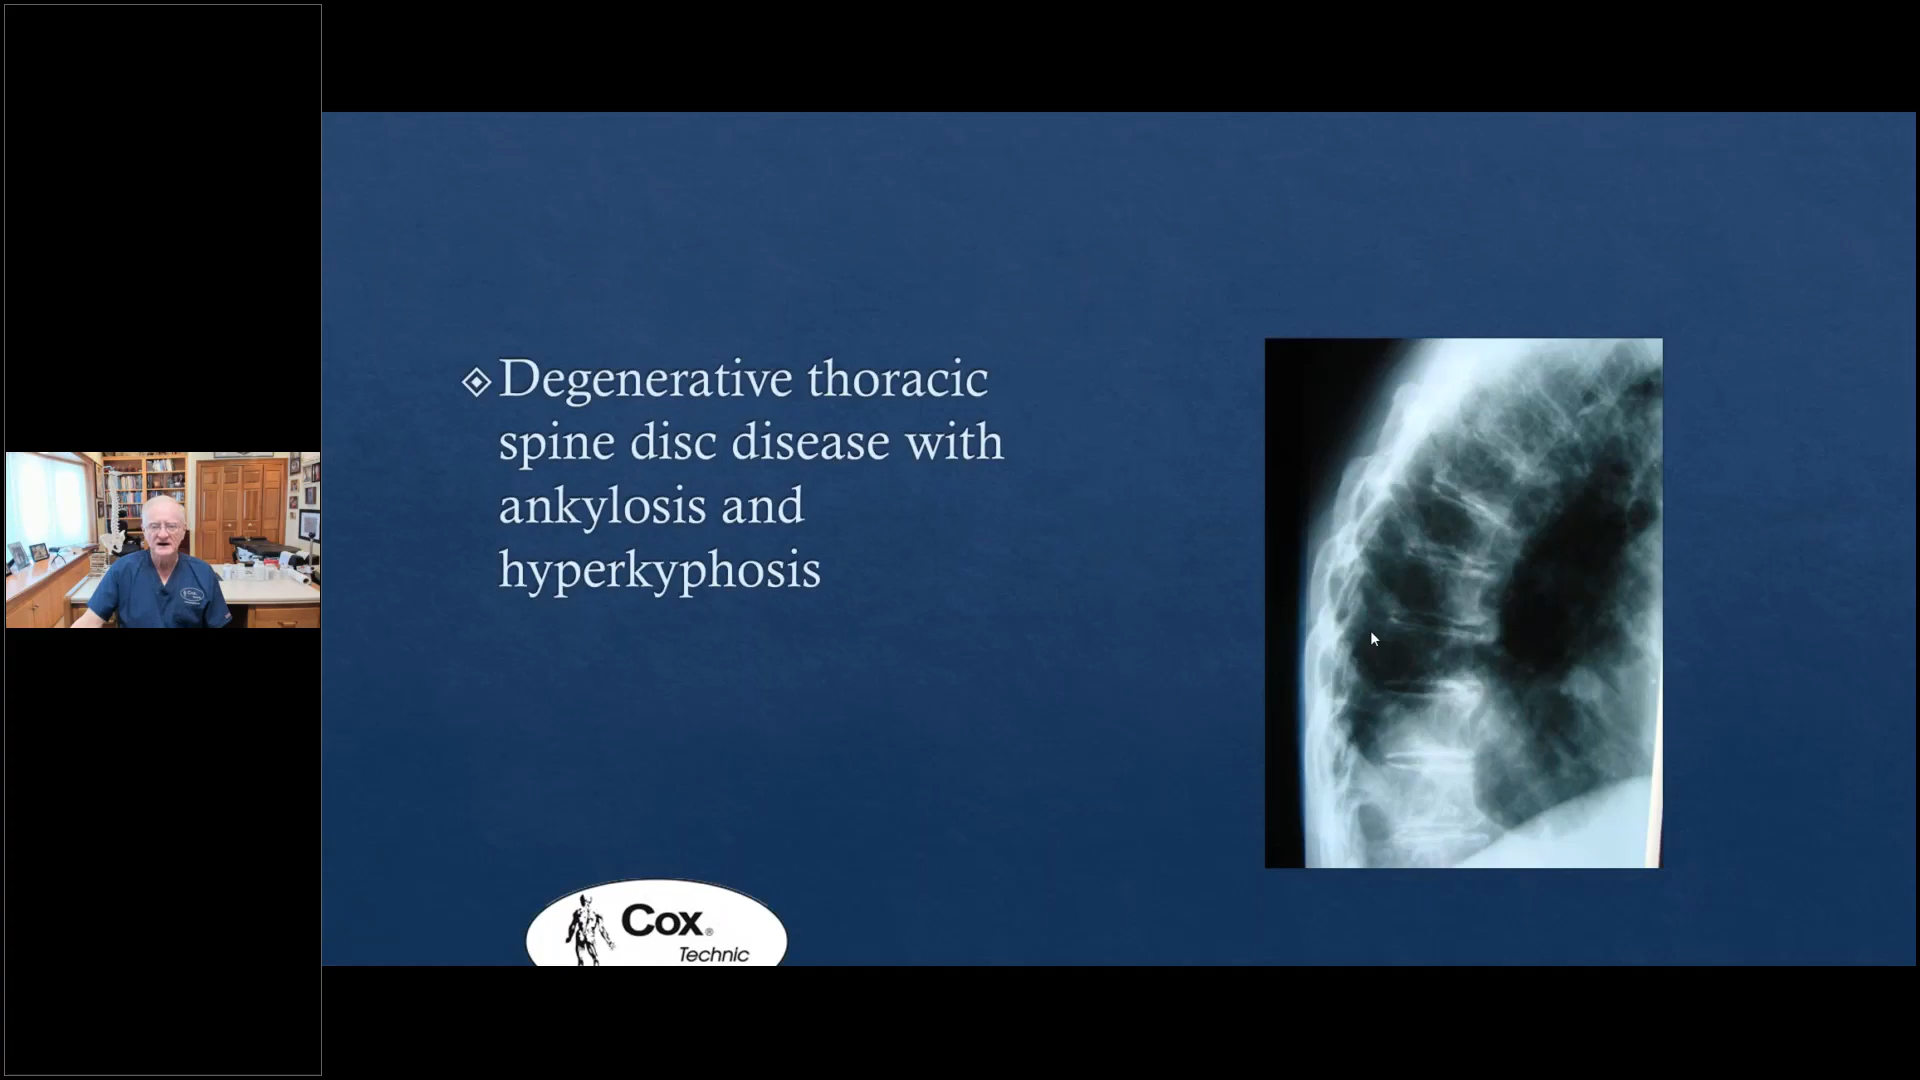 Degenerative thoracic
spine disc disease with
ankylosis and
hyperkyphosis
Cox®
Technic